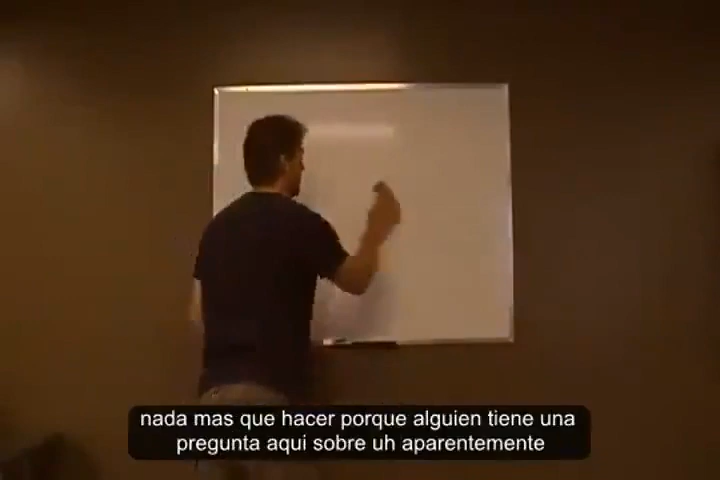 nada mas que hacer porque alguien tiene una
pregunta aqui sobre uh aparentemente